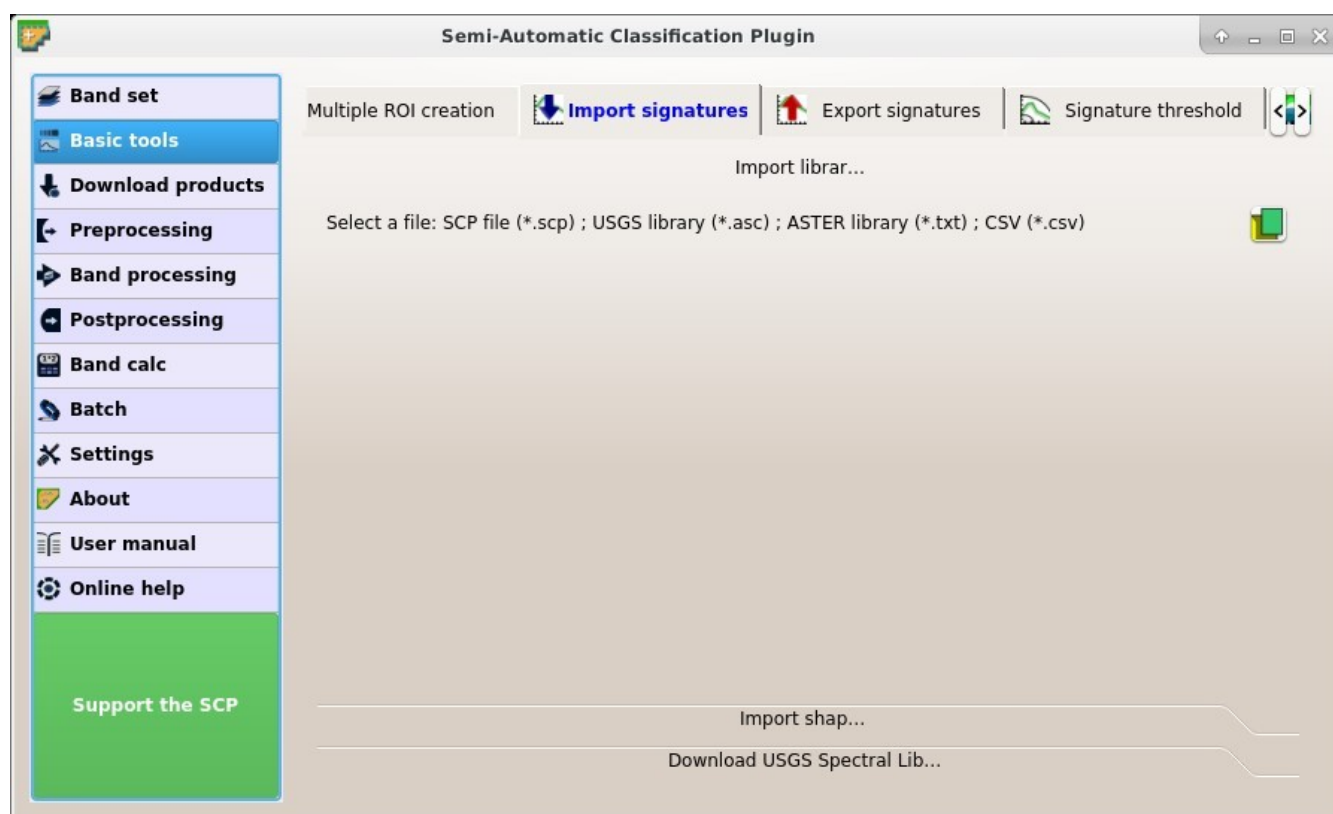 Semi-Automatic Classification Plugin
Band set
Basic tools
Download products
Preprocessing
Band processing
Postprocessing
Band calc
Batch
Settings
About
User manual
Online help
Support the SCP
Multiple ROI creation Import signatures Export signatures Signature threshold
Import librar...
Select a file: SCP file (*.scp) ; USGS library (*.asc) ; ASTER library (*.txt) ; CSV (*.csv)
Import shap...
Download USGS Spectral Lib...